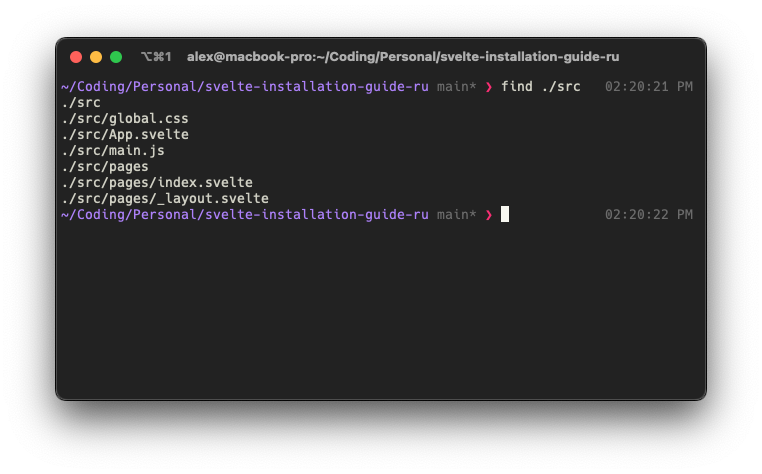 ⌥⌘1 alex@macbook-pro:~/Coding/Personal/svelte-installation-guide-ru
~/Coding/Personal/svelte-installation-guide-ru main* ❯ find ./src 02:20:21 PM
./src
./src/global.css
./src/App.svelte
./src/main.js
./src/pages
./src/pages/index.svelte
./src/pages/_layout.svelte
~/Coding/Personal/svelte-installation-guide-ru main* ❯ 02:20:22 PM